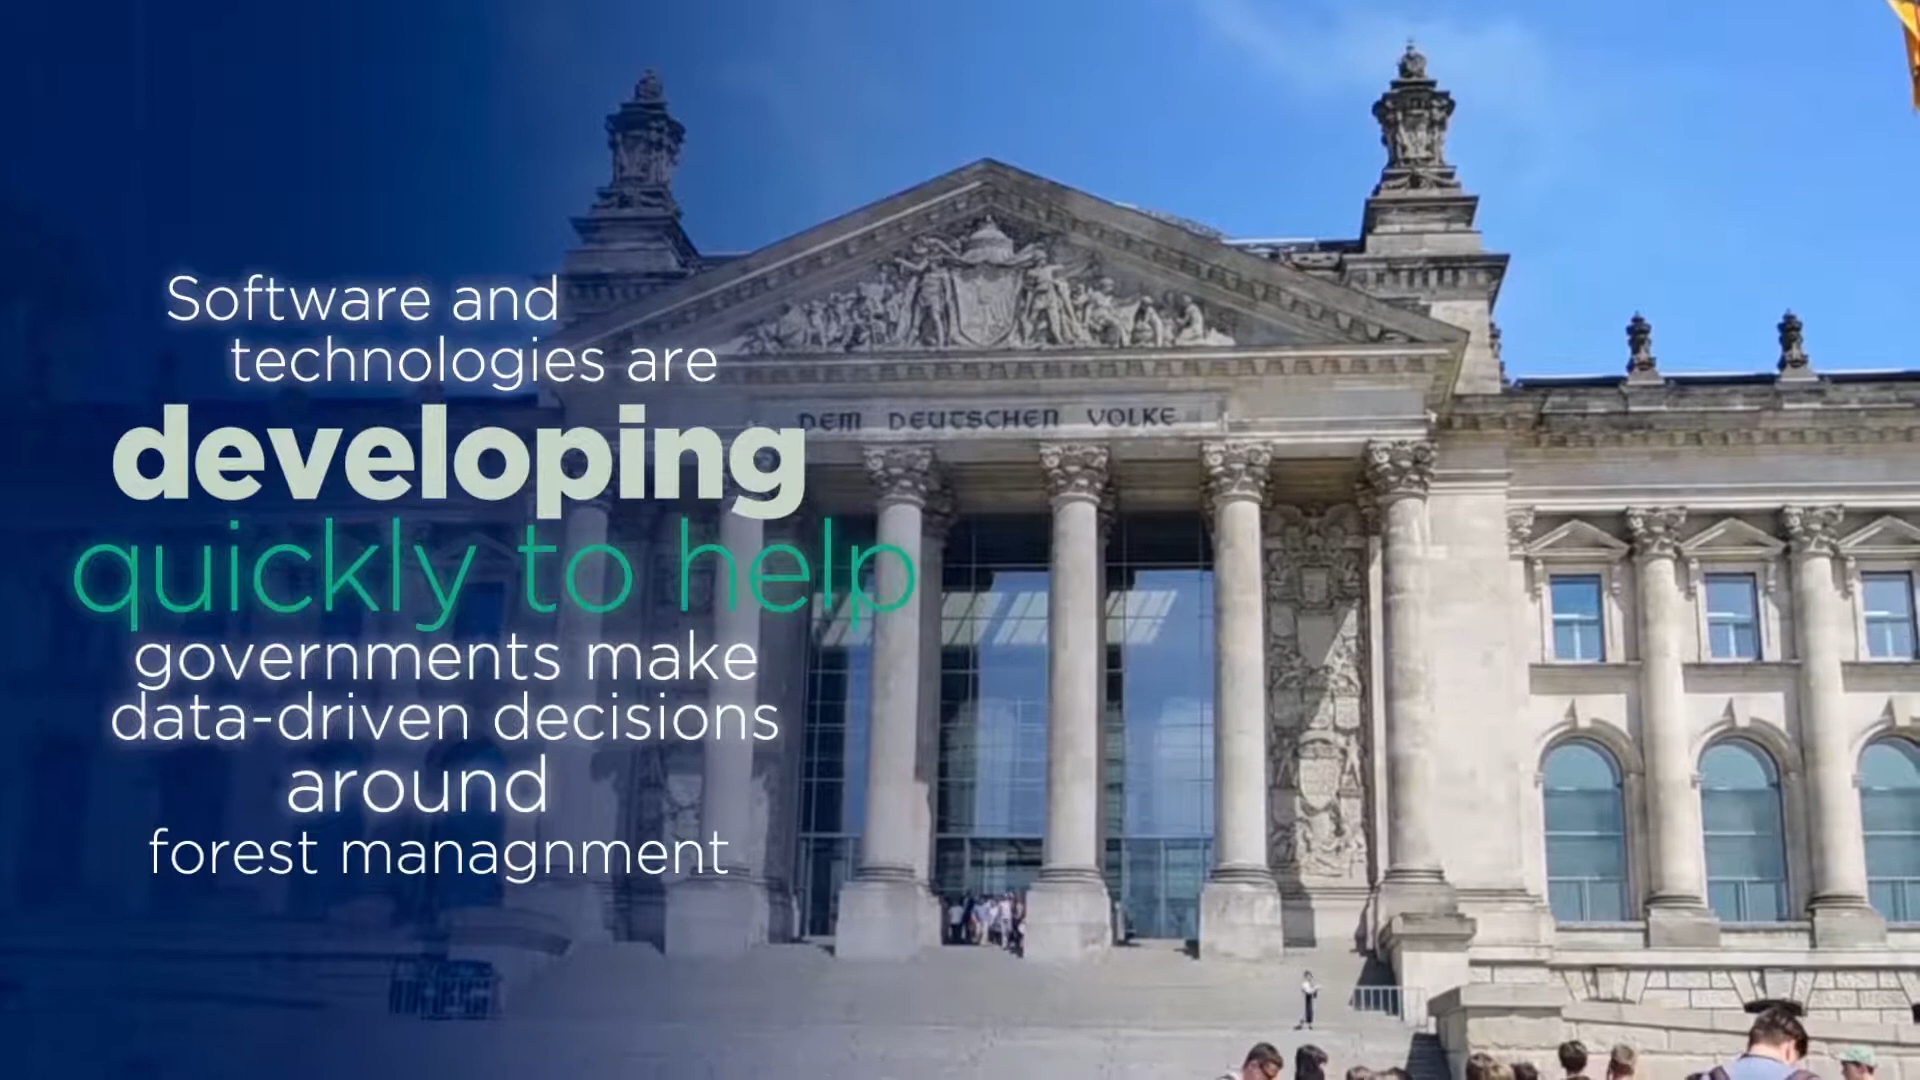 Software and
technologies are
developing
quickly to help
governments make
data-driven decisions
around
forest managnment
DEM DEUTSCHEN VOLKE